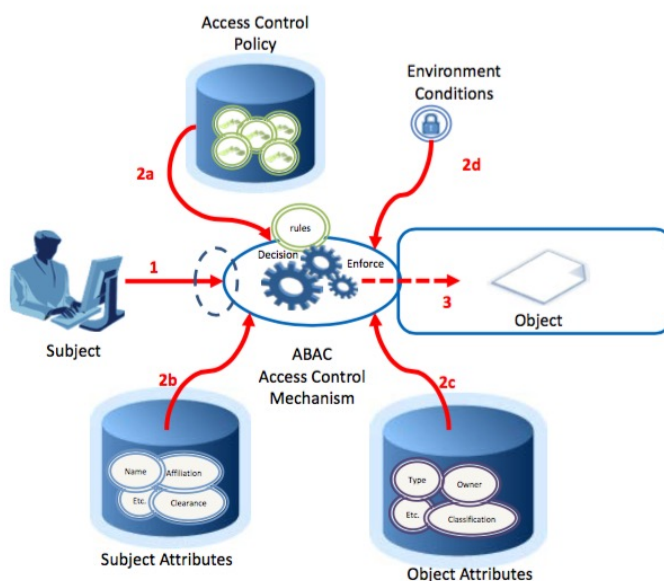 Access Control
Policy
Environment
Conditions
2a
2d
rules
Decision
Enforce
1
3
Subject
Object
ABAC
Access Control
Mechanism
2b
2c
Name
Affiliation
Etc.
Clearance
Type
Owner
Etc.
Classification
Subject Attributes
Object Attributes